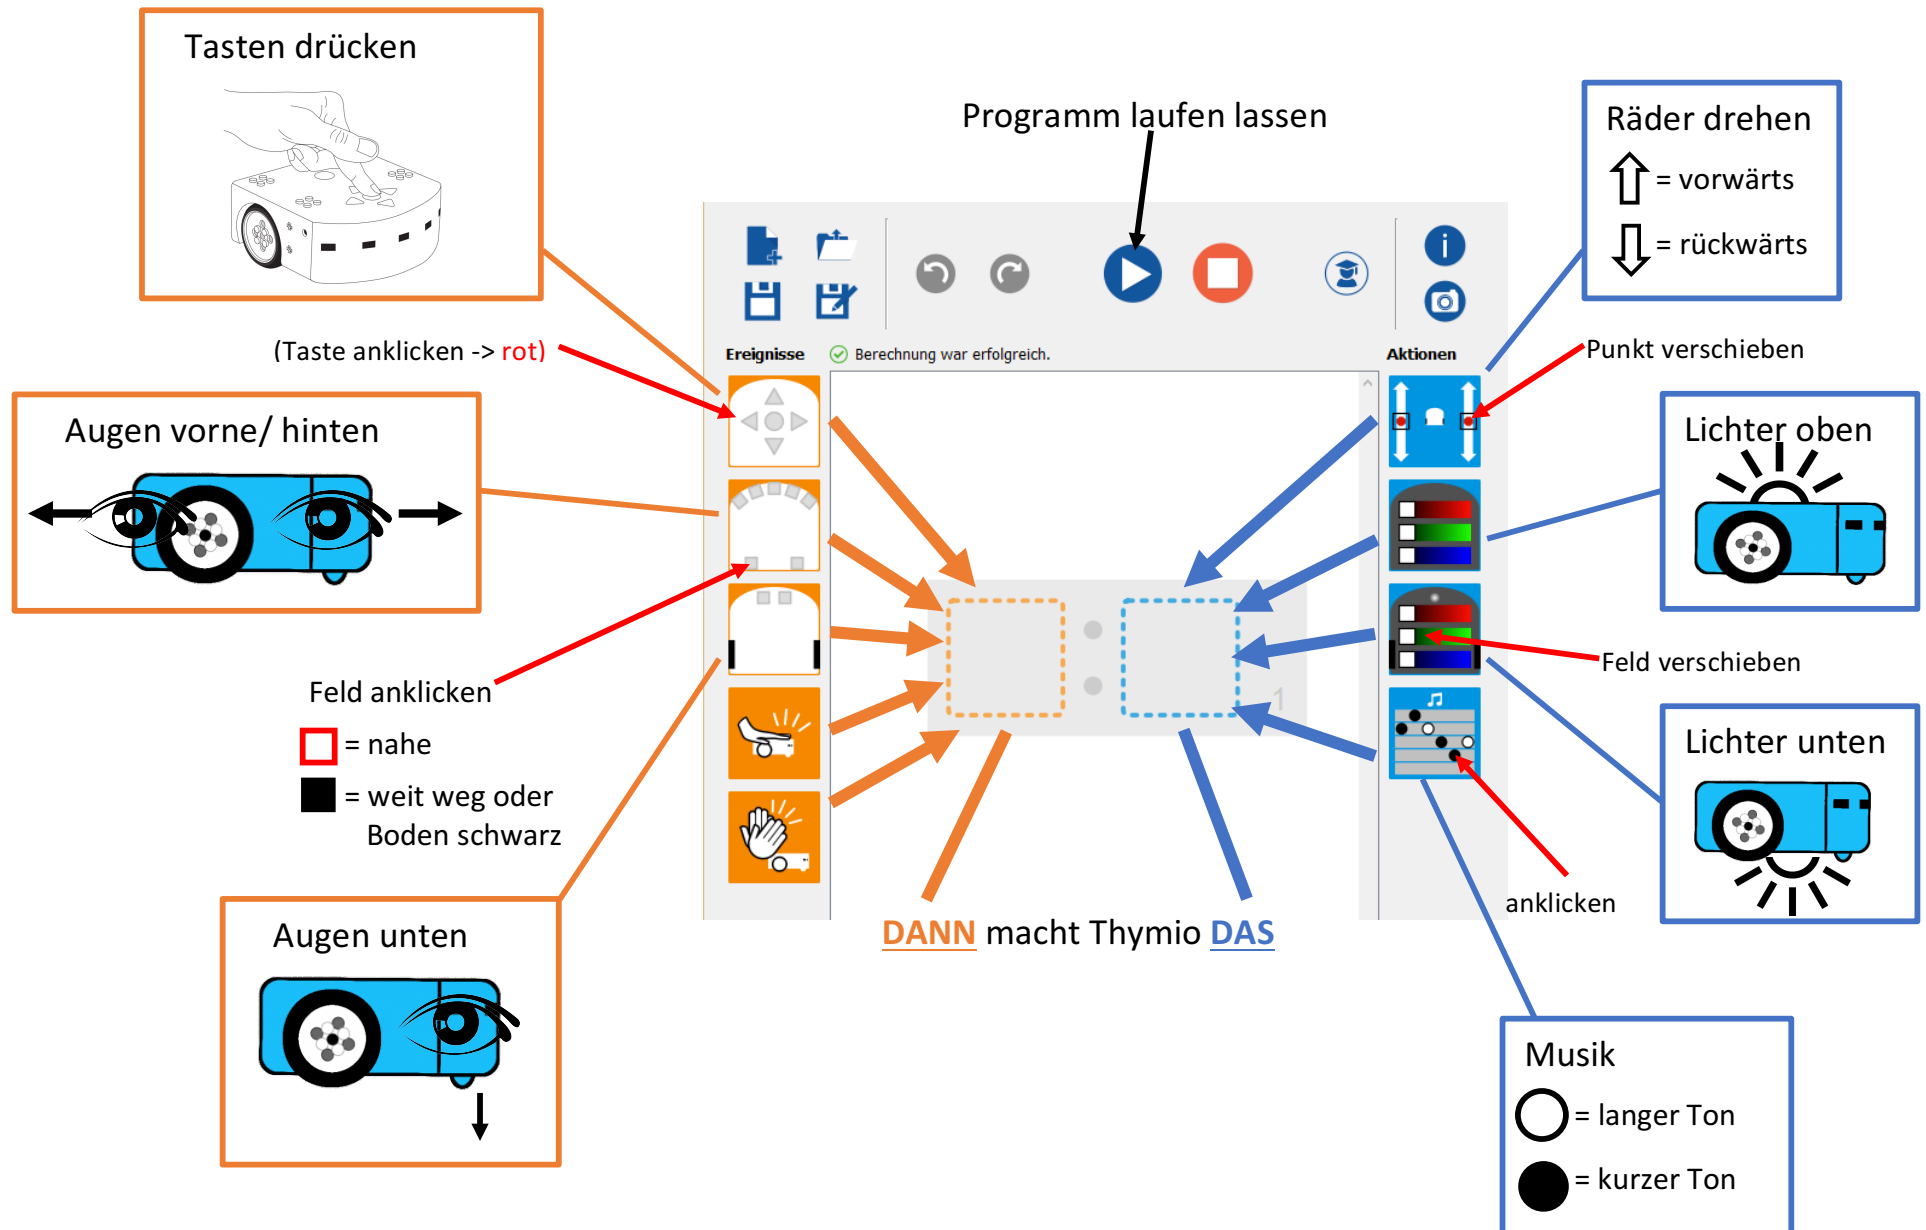 Tasten drücken
Programm laufen lassen
Räder drehen
= vorwärts
= rückwärts
i
(Taste anklicken -> rot)
Ereignisse
Berechnung war erfolgreich.
Aktionen
Punkt verschieben
Augen vorne/ hinten
Lichter oben
Feld anklicken
= nahe
= weit weg oder
Boden schwarz
Feld verschieben
1
Lichter unten
anklicken
Augen unten
DANN macht Thymio DAS
Musik
= langer Ton
= kurzer Ton